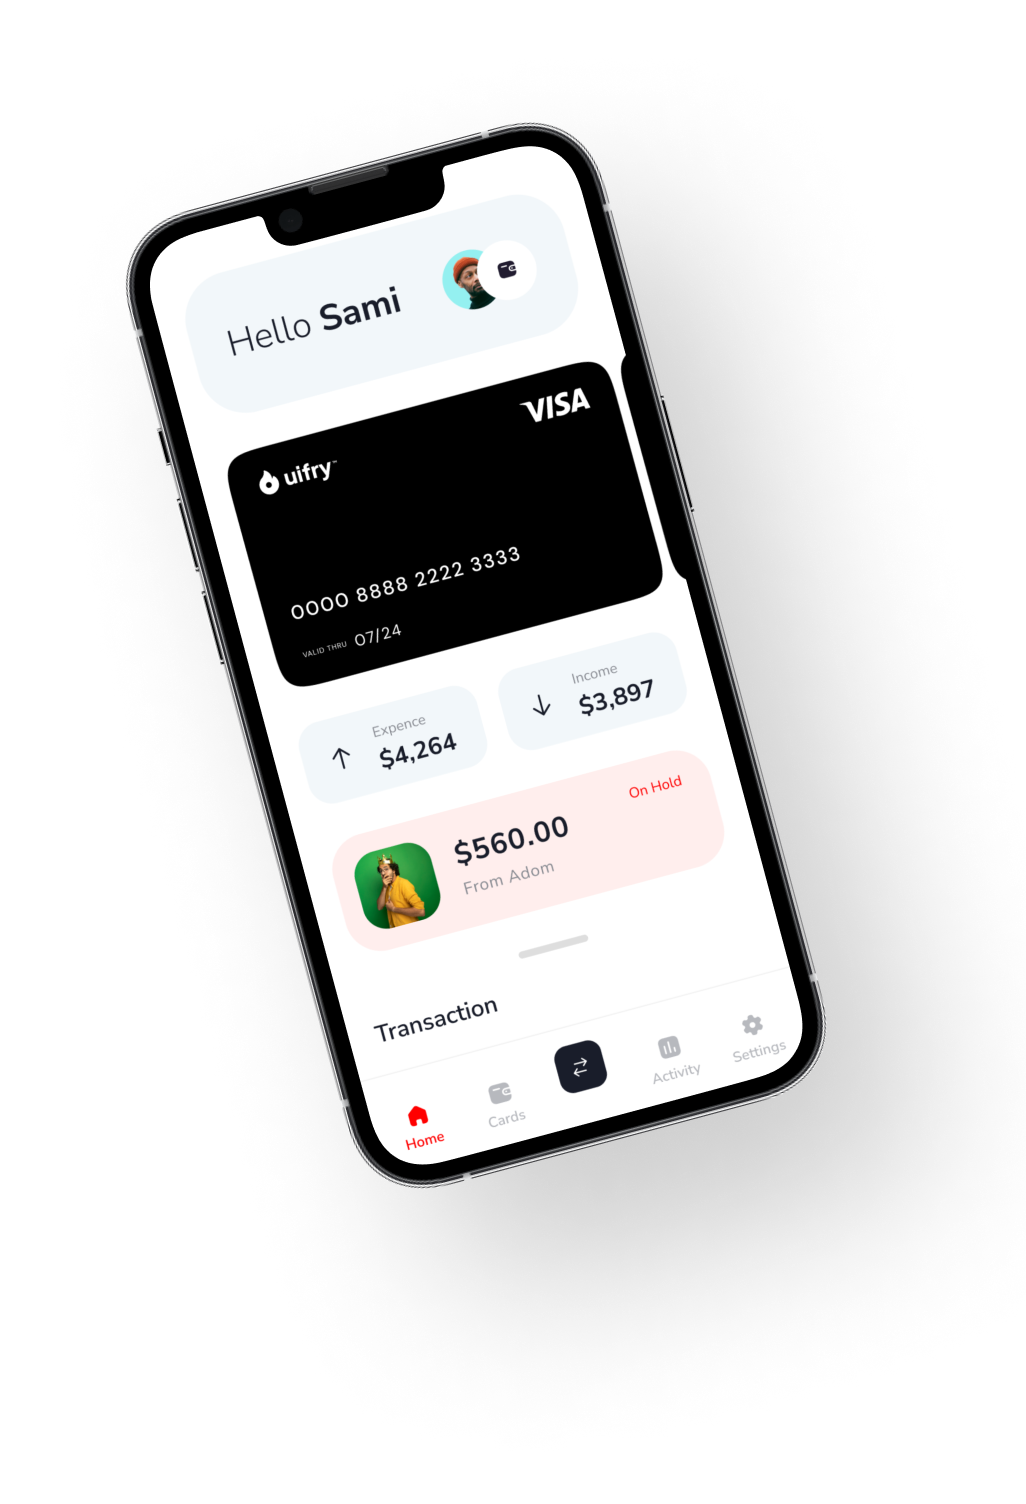 Hello Sami
VISA
uifry™
0000 8888 2222 3333
VALID THRU 07/24
Expence
$4,264
Income
$3,897
On Hold
$560.00
From Adom
Transaction
Home
Cards
Activity
Settings